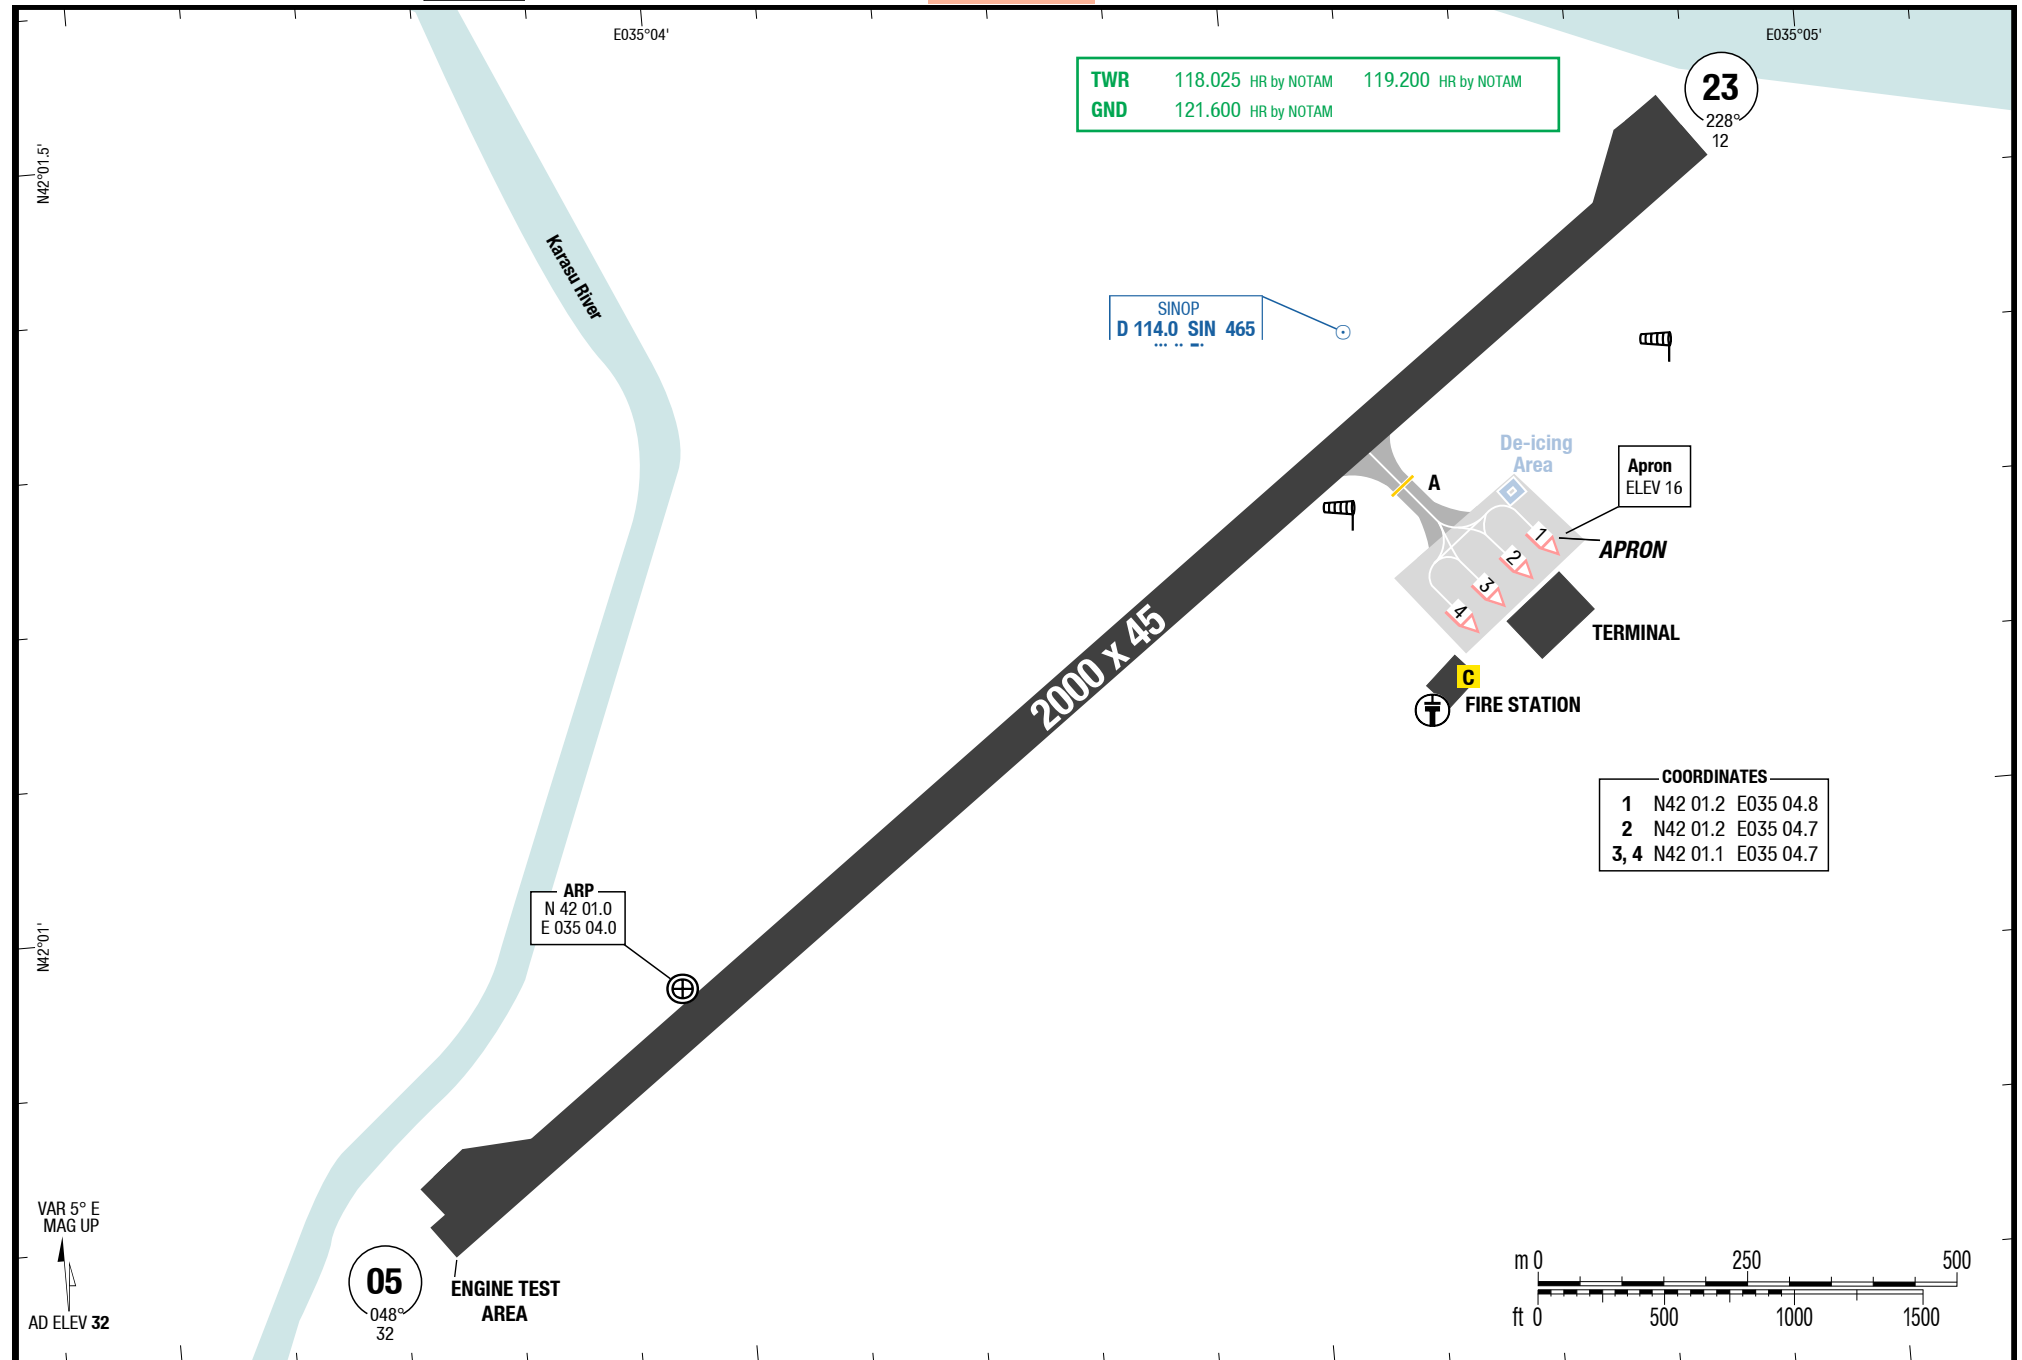 E035°04'
E035°05'
TWR 118.025 HR by NOTAM 119.200 HR by NOTAM
GND 121.600 HR by NOTAM
23
228°
12
N42°01.5'
Karasu River
SINOP
D 114.0 SIN 465
De-icing
Area
Apron
ELEV 16
A
APRON
1
2
3
4
2000 x 45
TERMINAL
C
FIRE STATION
COORDINATES
1 N42 01.2 E035 04.8
2 N42 01.2 E035 04.7
3, 4 N42 01.1 E035 04.7
ARP
N 42 01.0
E 035 04.0
N42°01'
VAR 5° E
MAG UP
AD ELEV 32
05
048°
32
ENGINE TEST
AREA
m 0 250 500
ft 0 500 1000 1500